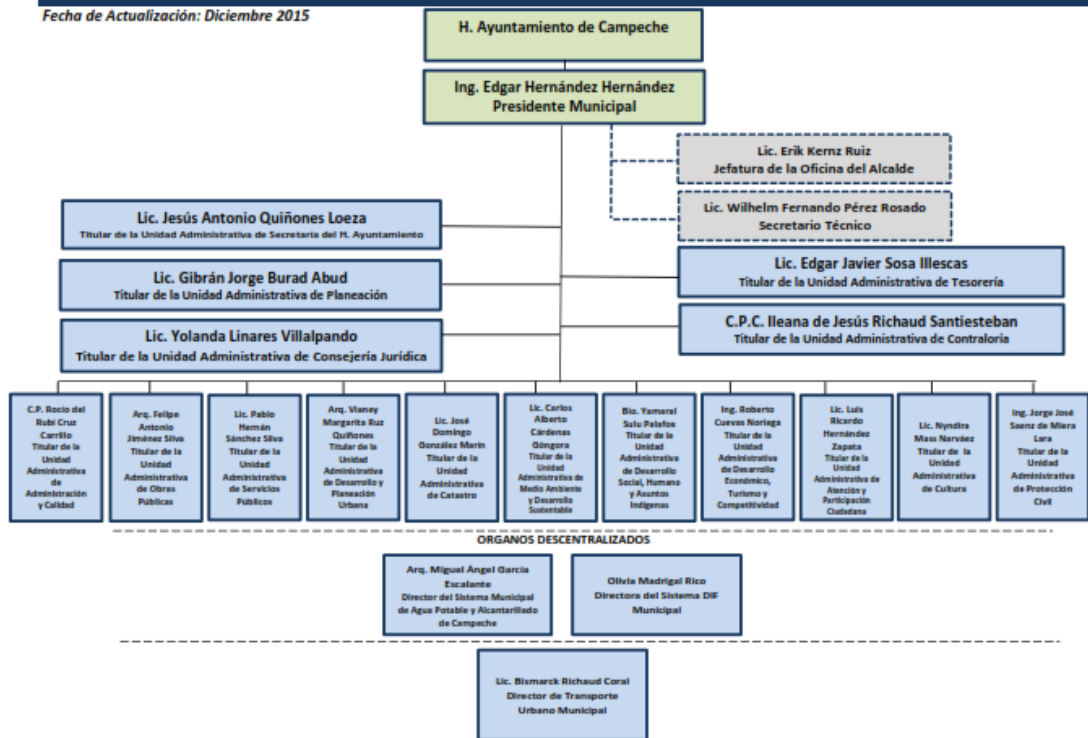 Fecha de Actualización: Diciembre 2015
H. Ayuntamiento de Campeche
Ing. Edgar Hernández Hernández
Presidente Municipal
Lic. Erik Kernz Ruiz
Jefatura de la Oficina del Alcalde
Lic. Wilhelm Fernando Pérez Rosado
Secretario Técnico
Lic. Jesús Antonio Quiñones Loeza
Titular de la Unidad Administrativa de Secretaría del H. Ayuntamiento
Lic. Gibrán Jorge Burad Abud
Titular de la Unidad Administrativa de Planeación
Lic. Edgar Javier Sosa Illescas
Titular de la Unidad Administrativa de Tesorería
Lic. Yolanda Linares Villalpando
Titular de la Unidad Administrativa de Consejería Jurídica
C.P.C. Ileana de Jesús Richaud Santiesteban
Titular de la Unidad Administrativa de Contraloría
C.P. Rocío del
Rubí Cruz
Carrillo
Titular de la
Unidad
Administrativa
de
Administración
y Calidad
Arq. Felipe
Antonio
Jiménez Silva
Titular de la
Unidad
Administrativa
de Obras
Públicas
Lic. Pablo
Hernán
Sánchez Silva
Titular de la
Unidad
Administrativa
de Servicios
Públicos
Arq. Vianey
Margarita Ruz
Quiñones
Titular de la
Unidad
Administrativa
de Desarrollo y
Planeación
Urbana
Lic. José
Domingo
González Marín
Titular de la
Unidad
Administrativa
de Catastro
Lic. Carlos
Alberto
Cárdenas
Góngora
Titular de la
Unidad
Administrativa de
Medio Ambiente
y Desarrollo
Sustentable
Bio. Yamaral
Sulu Palafox
Titular de la
Unidad
Administrativa
de Desarrollo
Social, Humano
y Asuntos
Indígenas
Ing. Roberto
Cuevas Noriega
Titular de la
Unidad
Administrativa
de Desarrollo
Económico,
Turismo y
Competitividad
Lic. Luis
Ricardo
Hernández
Zapata
Titular de la
Unidad
Administrativa de
Atención y
Participación
Ciudadana
Lic. Nyndira
Mass Narváez
Titular de la
Unidad
Administrativa
de Cultura
Ing. Jorge José
Saenz de Miera
Lara
Titular de la
Unidad
Administrativa
de Protección
Civil
ORGANOS DESCENTRALIZADOS
Arq. Miguel Ángel García
Escalante
Director del Sistema Municipal
de Agua Potable y Alcantarillado
de Campeche
Olivia Madrigal Rico
Directora del Sistema DIF
Municipal
Lic. Bismarck Richaud Coral
Director de Transporte
Urbano Municipal